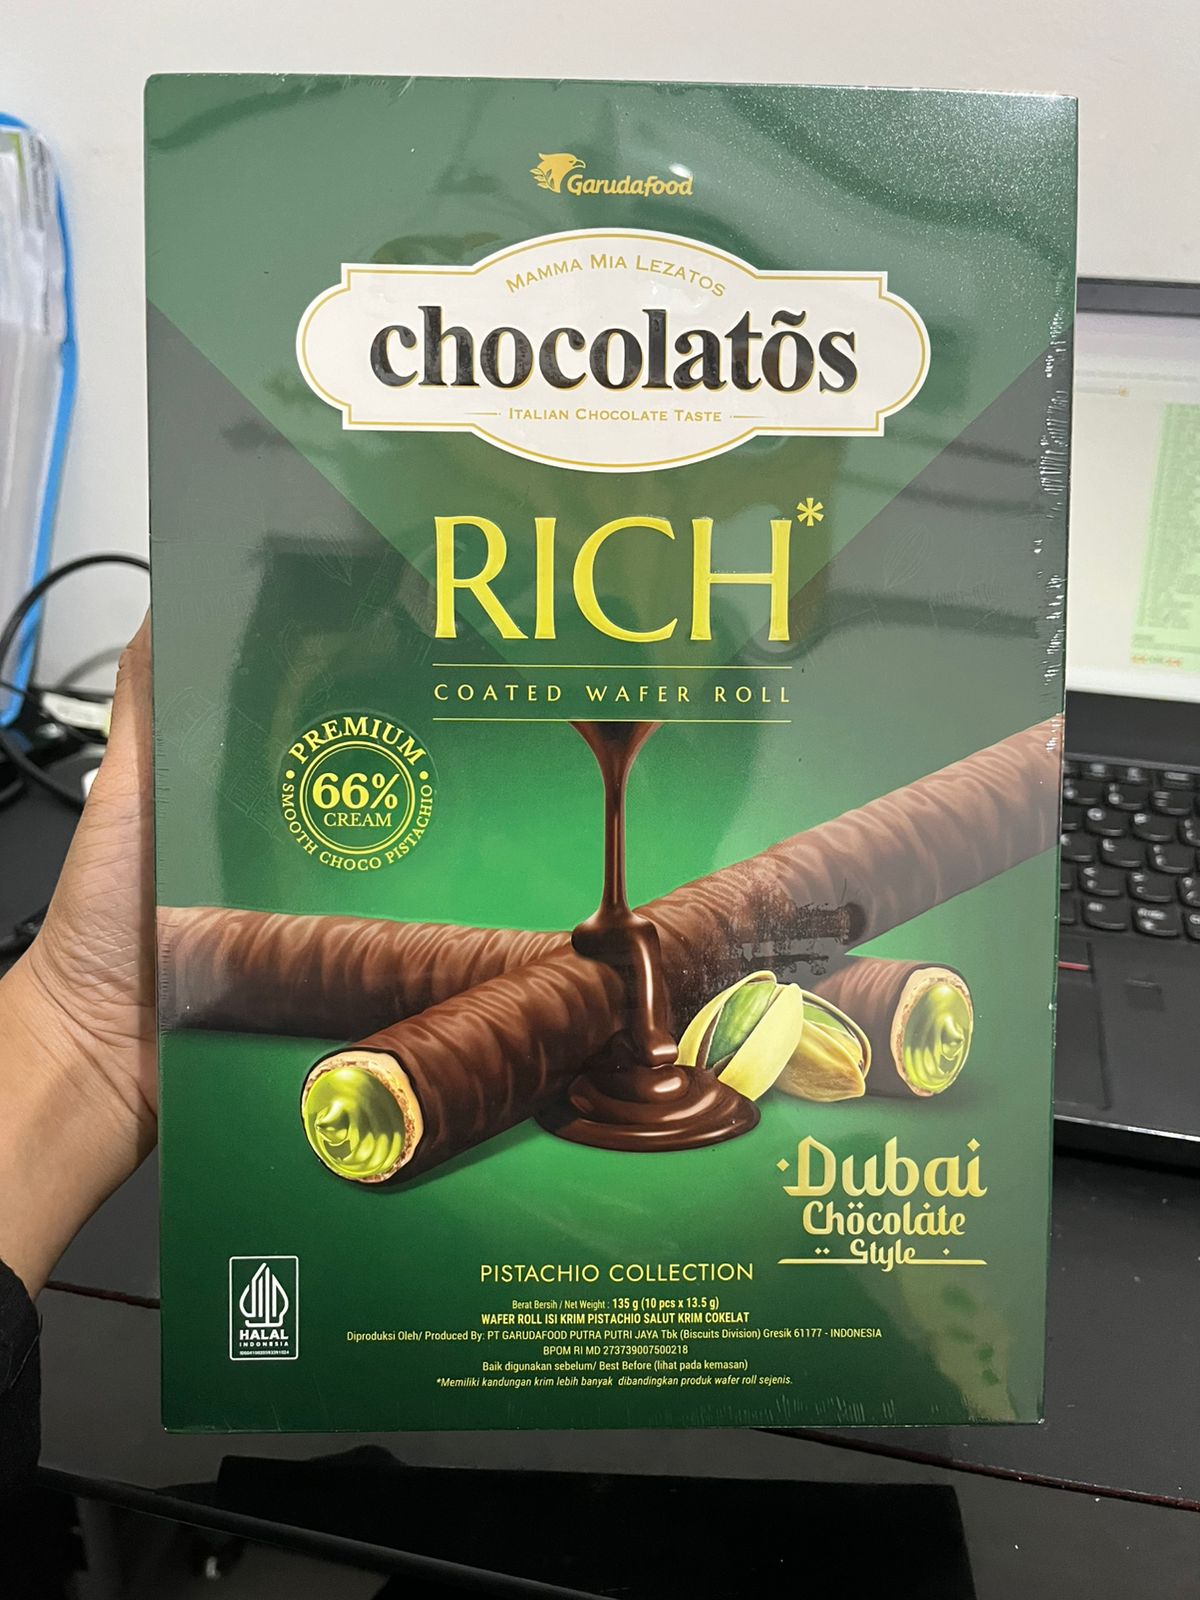 Garudafood
MAMMA MIA LEZATOS
chocolatõs
ITALIAN CHOCOLATE TASTE
RICH*
COATED WAFER ROLL
PREMIUM
66%
CREAM
SMOOTH CHOCO PISTACHIO
Dubai
Chöcolate
Style
PISTACHIO COLLECTION
Berat Bersih / Net Weight : 135 g (10 pcs x 13.5 g)
WAFER ROLL ISI KRIM PISTACHIO SALUT KRIM COKELAT
Diproduksi Oleh/ Produced By: PT GARUDAFOOD PUTRA PUTRI JAYA Tbk (Biscuits Division) Gresik 61177 - INDONESIA
BPOM RI MD 273739007500218
Baik digunakan sebelum/ Best Before (lihat pada kemasan)
*Memiliki kandungan krim lebih banyak dibandingkan produk wafer roll sejenis.
HALAL
INDONESIA